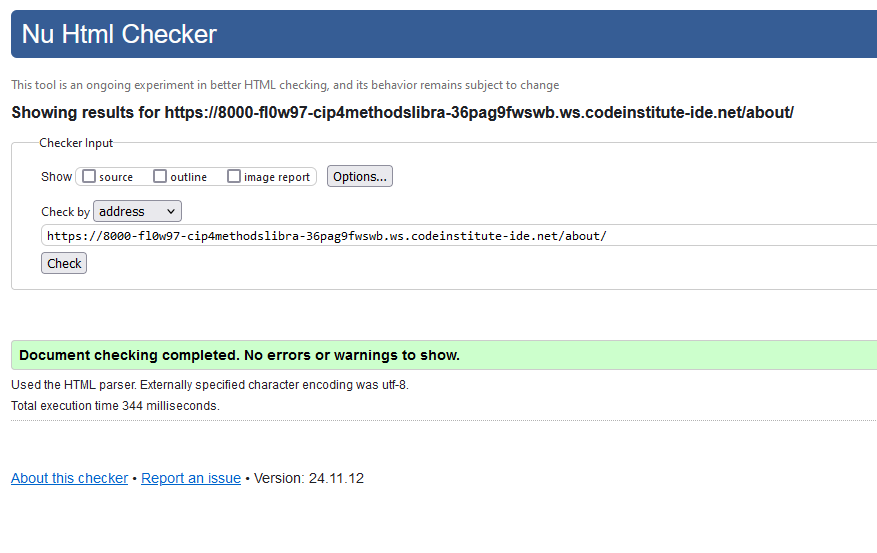 Nu Html Checker
This tool is an ongoing experiment in better HTML checking, and its behavior remains subject to change
Showing results for https://8000-fl0w97-cip4methodslibra-36pag9fwswb.ws.codeinstitute-ide.net/about/
Checker Input
Show source outline image report Options...
Check by address
https://8000-fl0w97-cip4methodslibra-36pag9fwswb.ws.codeinstitute-ide.net/about/
Check
Document checking completed. No errors or warnings to show.
Used the HTML parser. Externally specified character encoding was utf-8.
Total execution time 344 milliseconds.
About this checker • Report an issue • Version: 24.11.12